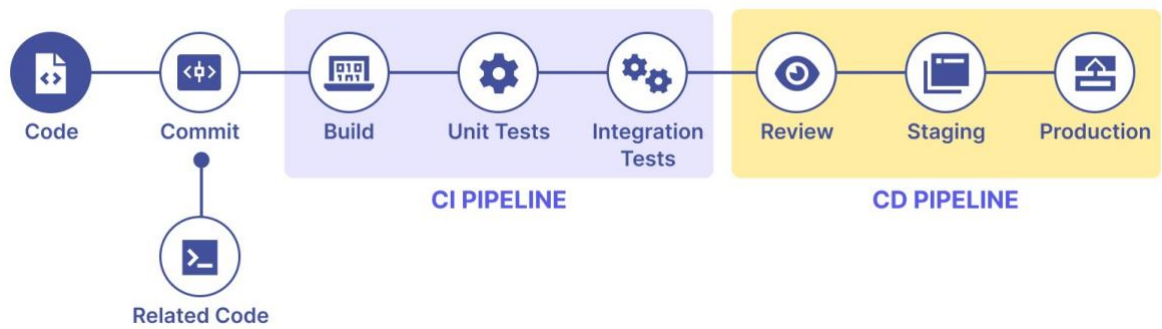 Code
Commit
Build
Unit Tests
Integration
Tests
Review
Staging
Production
CI PIPELINE
CD PIPELINE
Related Code